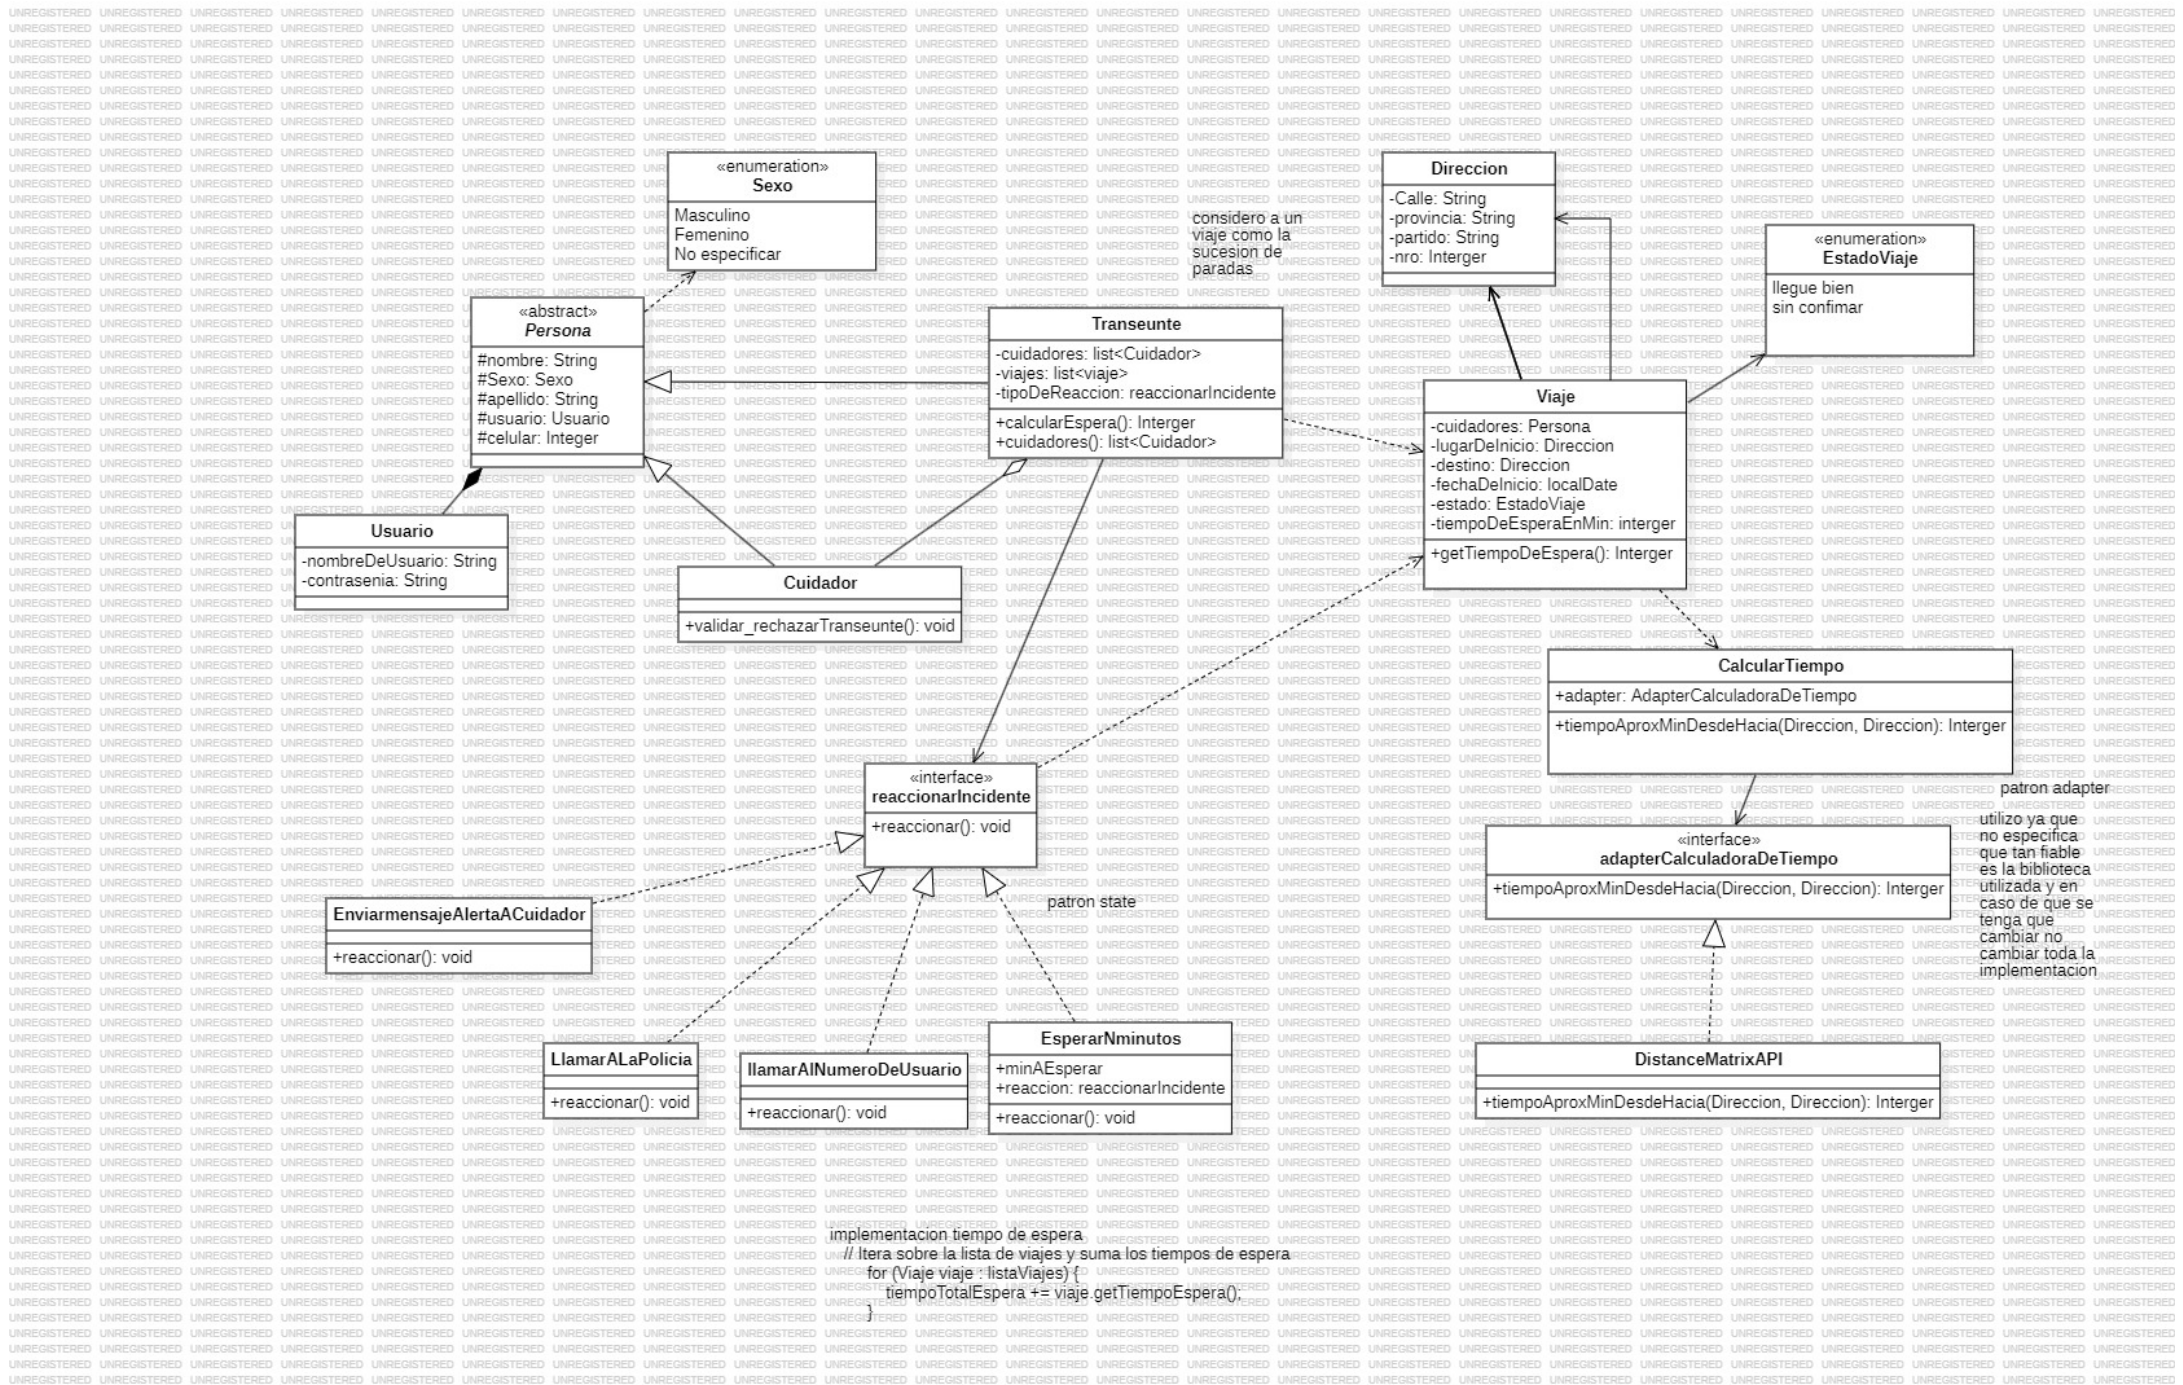 «enumeration»
Sexo
Masculino
Femenino
No especificar
considero a un
viaje como la
sucesion de
paradas
Direccion
-Calle: String
-provincia: String
-partido: String
-nro: Interger
«enumeration»
EstadoViaje
llegue bien
sin confimar
«abstract»
Persona
#nombre: String
#Sexo: Sexo
#apellido: String
#usuario: Usuario
#celular: Integer
Transeunte
-cuidadores: list<Cuidador>
-viajes: list<viaje>
-tipoDeReaccion: reaccionarIncidente
+calcularEspera(): Interger
+cuidadores(): list<Cuidador>
Viaje
-cuidadores: Persona
-lugarDeInicio: Direccion
-destino: Direccion
-fechaDeInicio: localDate
-estado: EstadoViaje
-tiempoDeEsperaEnMin: interger
+getTiempoDeEspera(): Interger
Usuario
-nombreDeUsuario: String
-contrasenia: String
Cuidador
+validar_rechazarTranseunte(): void
CalcularTiempo
+adapter: AdapterCalculadoraDeTiempo
+tiempoAproxMinDesdeHacia(Direccion, Direccion): Interger
patron adapter
utilizo ya que
no especifica
que tan fiable
es la biblioteca
utilizada y en
caso de que se
tenga que
cambiar no
cambiar toda la
implementacion
«interface»
reaccionarIncidente
+reaccionar(): void
«interface»
adapterCalculadoraDeTiempo
+tiempoAproxMinDesdeHacia(Direccion, Direccion): Interger
patron state
EnviarmensajeAlertaACuidador
+reaccionar(): void
LlamarALaPolicia
+reaccionar(): void
llamarAlNumeroDeUsuario
+reaccionar(): void
EsperarNminutos
+minAEsperar
+reaccion: reaccionarIncidente
+reaccionar(): void
DistanceMatrixAPI
+tiempoAproxMinDesdeHacia(Direccion, Direccion): Interger
implementacion tiempo de espera
// Itera sobre la lista de viajes y suma los tiempos de espera
for (Viaje viaje : listaViajes) {
tiempoTotalEspera += viaje.getTiempoEspera();
}
UNREGISTERED